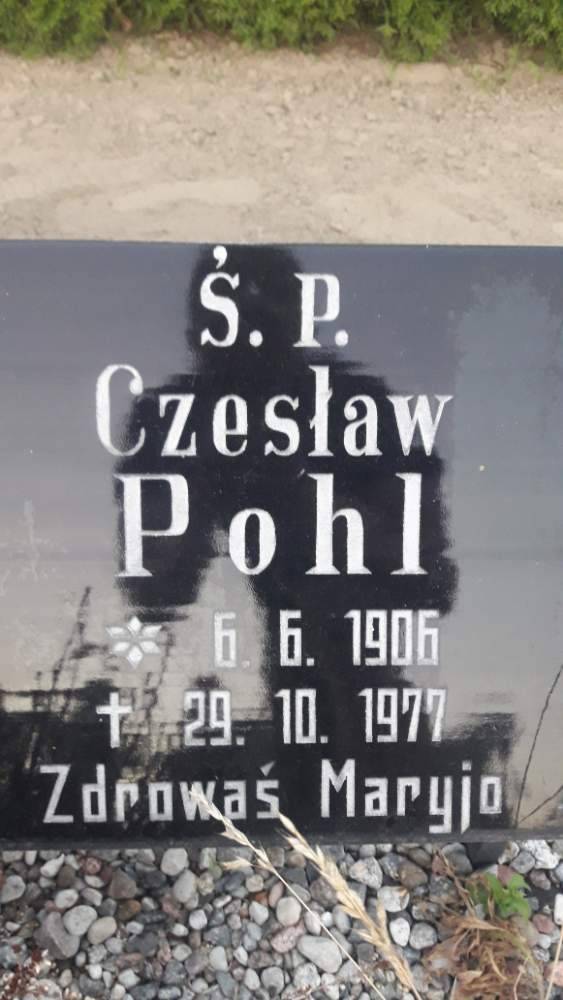 Ś. P.
Czesław
Pohl
* 6. 6. 1906
† 29. 10. 1977
Zdrowaś Maryjo